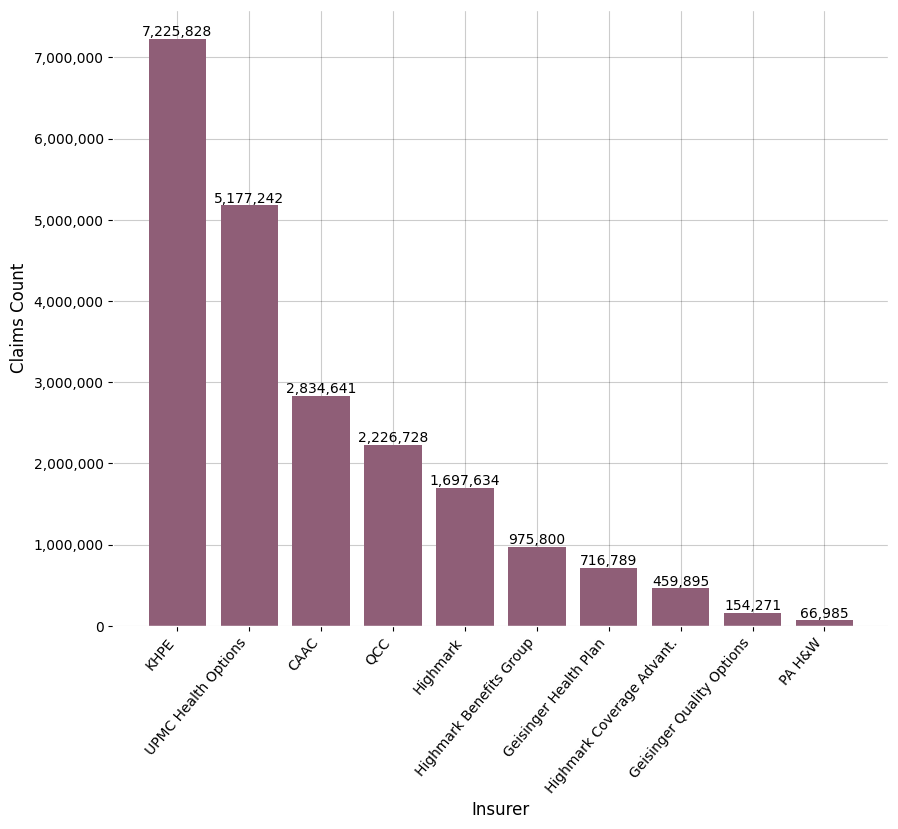 7,225,828
7,000,000
6,000,000
5,177,242
5,000,000
4,000,000
3,000,000
2,834,641
2,226,728
2,000,000
1,697,634
1,000,000
975,800
716,789
459,895
154,271
66,985
0
Claims Count
KHPE
UPMC Health Options
CAAC
QCC
Highmark
Highmark Benefits Group
Geisinger Health Plan
Highmark Coverage Advant.
Geisinger Quality Options
PA H&W
Insurer